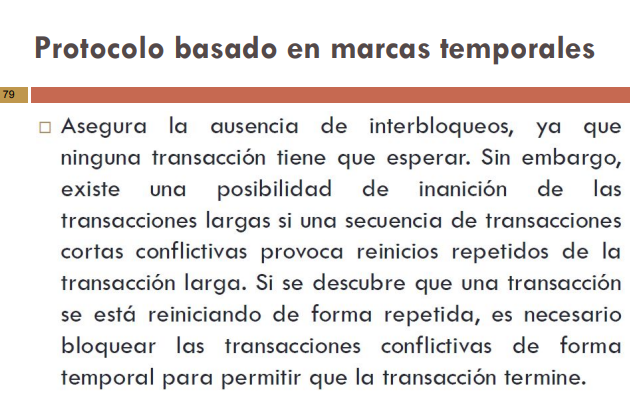 Protocolo basado en marcas temporales
79
Asegura la ausencia de interbloqueos, ya que
ninguna transacción tiene que esperar. Sin embargo,
existe una posibilidad de inanición de las
transacciones largas si una secuencia de transacciones
cortas conflictivas provoca reinicios repetidos de la
transacción larga. Si se descubre que una transacción
se está reiniciando de forma repetida, es necesario
bloquear las transacciones conflictivas de forma
temporal para permitir que la transacción termine.